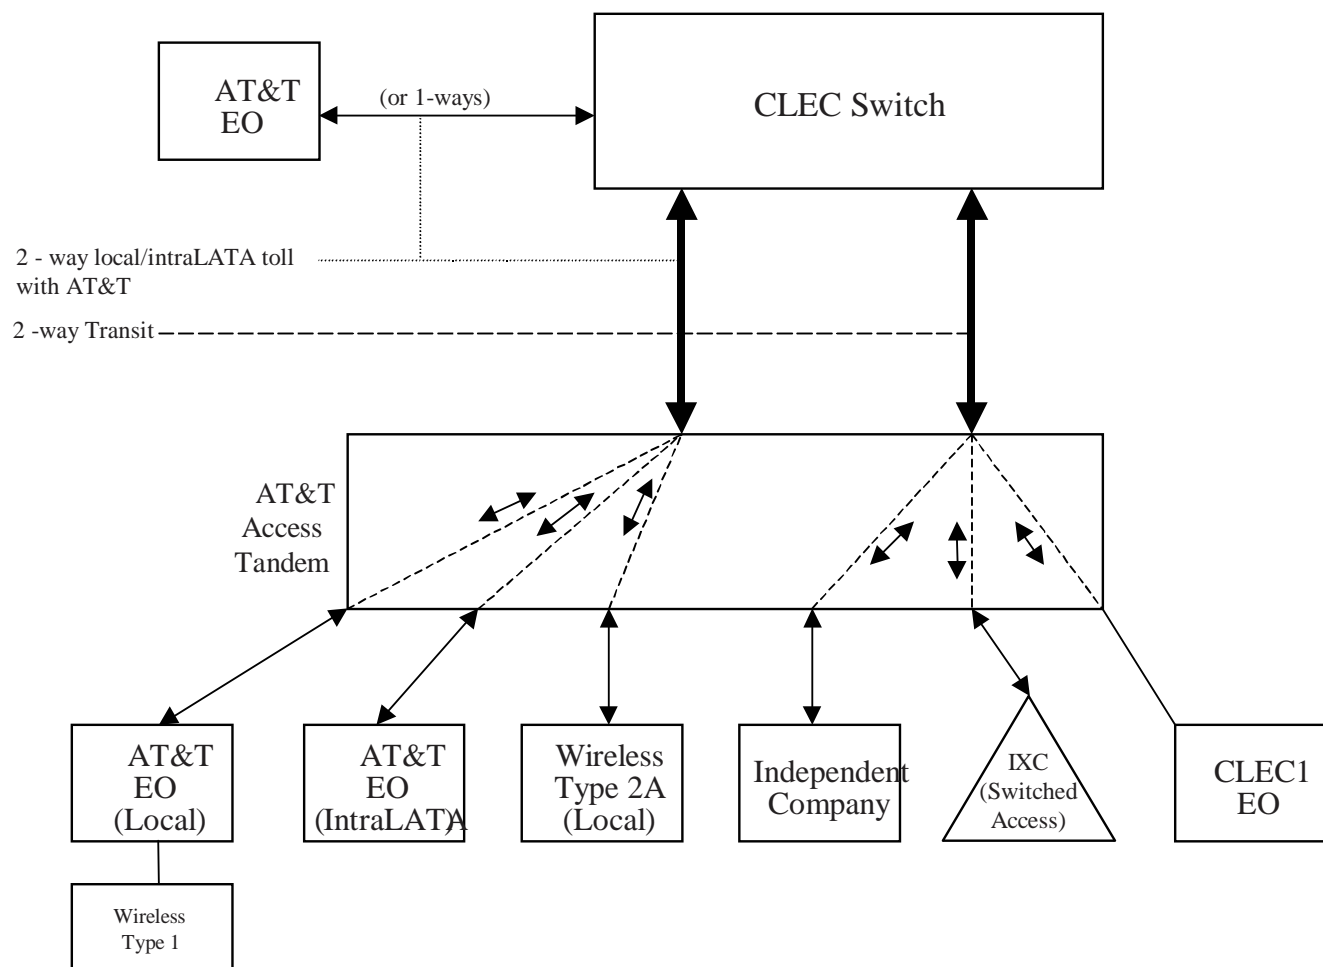 AT&T
EO
(or 1-ways)
CLEC Switch
2 - way local/intraLATA toll
with AT&T
2 -way Transit
AT&T
Access
Tandem
AT&T
EO
(Local)
AT&T
EO
(IntraLATA)
Wireless
Type 2A
(Local)
Independent
Company
IXC
(Switched
Access)
CLEC1
EO
Wireless
Type 1